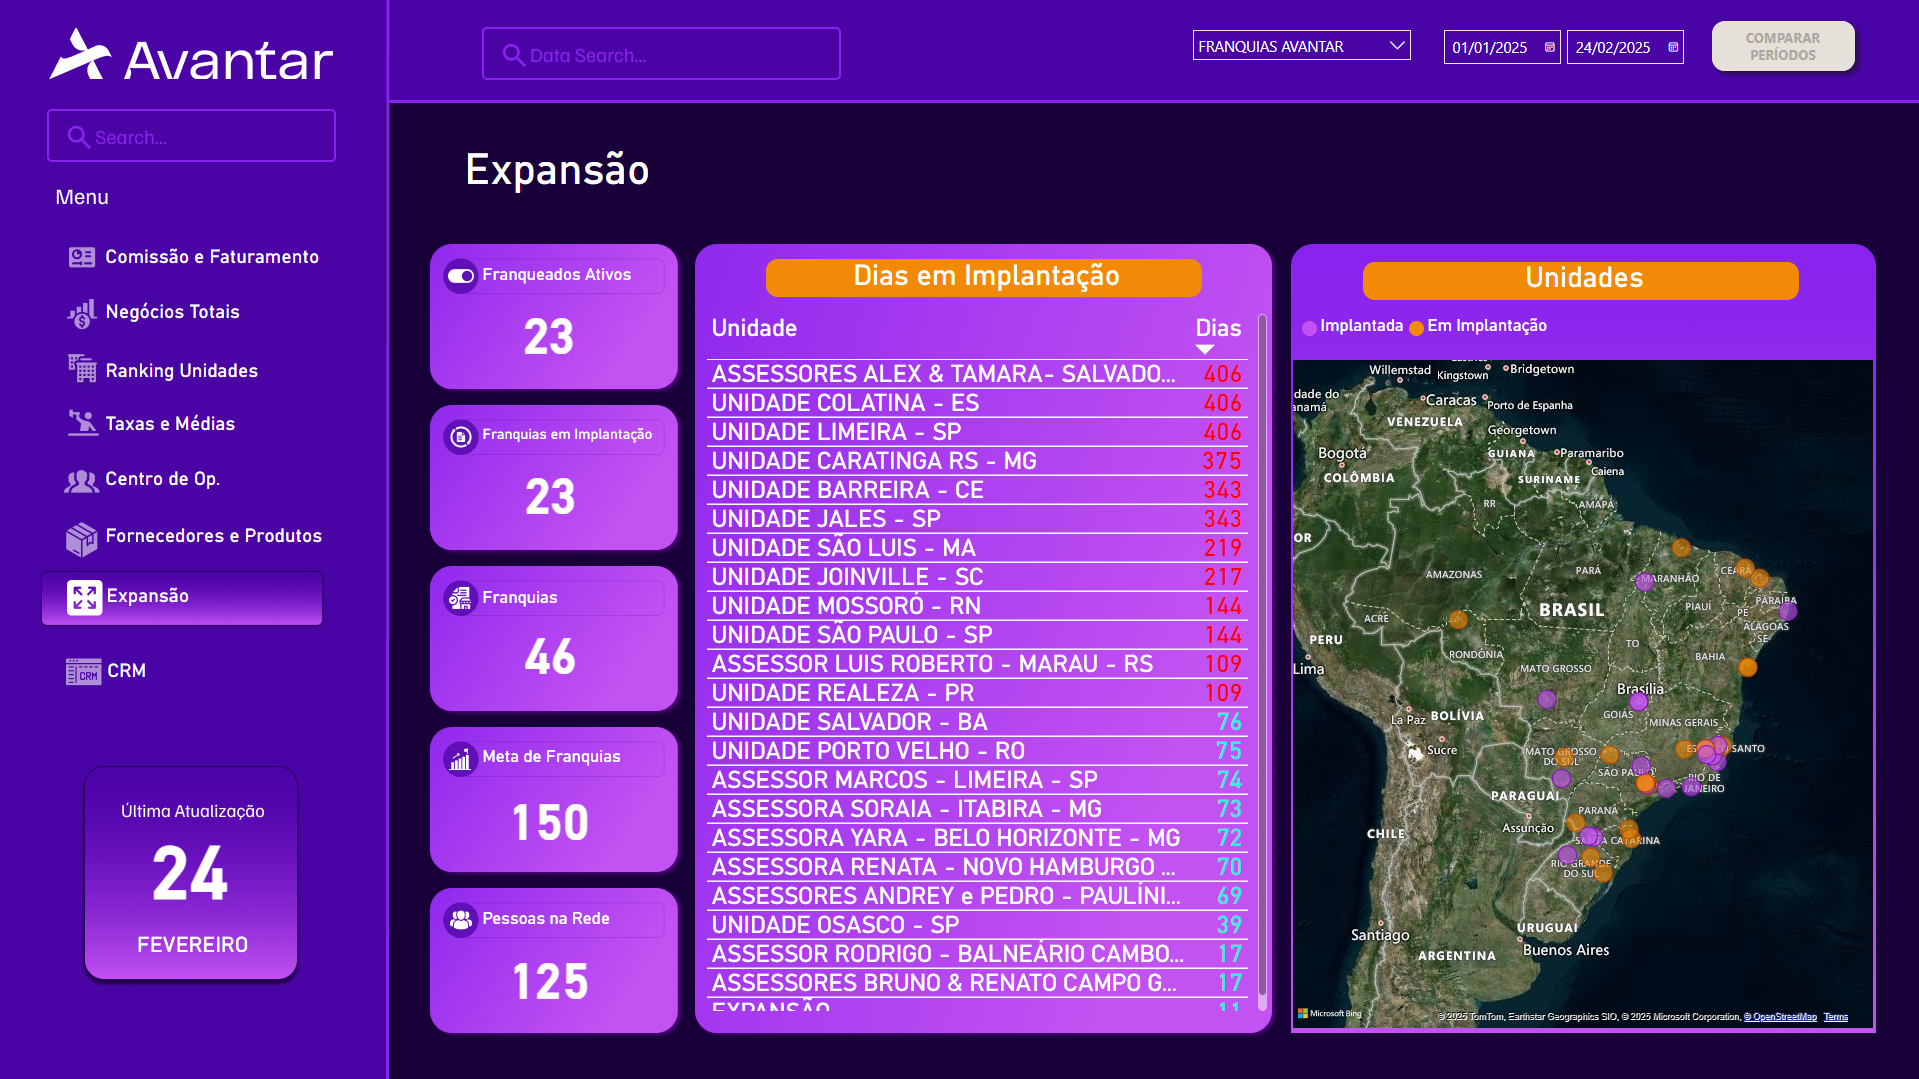 Avantar
Search...
Menu
Comissão e Faturamento
Negócios Totais
Ranking Unidades
Taxas e Médias
Centro de Op.
Fornecedores e Produtos
Expansão
CRM
Última Atualização
24
FEVEREIRO
Data Search...
FRANQUIAS AVANTAR
01/01/2025
24/02/2025
COMPARAR
PERÍODOS
Expansão
Franqueados Ativos
23
Franquias em Implantação
23
Franquias
46
Meta de Franquias
150
Pessoas na Rede
125
Dias em Implantação
Unidade Dias
ASSESSORES ALEX & TAMARA- SALVADO... 406
UNIDADE COLATINA - ES 406
UNIDADE LIMEIRA - SP 406
UNIDADE CARATINGA RS - MG 375
UNIDADE BARREIRA - CE 343
UNIDADE JALES - SP 343
UNIDADE SÃO LUIS - MA 219
UNIDADE JOINVILLE - SC 217
UNIDADE MOSSORÓ - RN 144
UNIDADE SÃO PAULO - SP 144
ASSESSOR LUIS ROBERTO - MARAU - RS 109
UNIDADE REALEZA - PR 109
UNIDADE SALVADOR - BA 76
UNIDADE PORTO VELHO - RO 75
ASSESSOR MARCOS - LIMEIRA - SP 74
ASSESSORA SORAIA - ITABIRA - MG 73
ASSESSORA YARA - BELO HORIZONTE - MG 72
ASSESSORA RENATA - NOVO HAMBURGO ... 70
ASSESSORES ANDREY e PEDRO - PAULÍNI... 69
UNIDADE OSASCO - SP 39
ASSESSOR RODRIGO - BALNEÁRIO CAMBO... 17
ASSESSORES BRUNO & RENATO CAMPO G... 17
EXPANSÃO 11
Unidades
Implantada Em Implantação
Willemstad
Kingstown
Bridgetown
dade do
anamá
Caracas
Porto de Espanha
VENEZUELA
Georgetown
Bogotá
GUIANA
Paramaribo
Caiena
COLÔMBIA
SURINAME
RR
AMAPÁ
OR
AMAZONAS
PARÁ
MARANHÃO
CEARÁ
BRASIL
PIAUÍ
PARAÍBA
PE
ACRE
ALAGOAS
SE
PERU
TO
RONDÔNIA
BAHIA
Lima
MATO GROSSO
Brasília
La Paz
BOLÍVIA
GOIÁS
MINAS GERAIS
Sucre
MATO GROSSO
DO SUL
SANTO
SÃO PAULO
RIO DE
JANEIRO
PARAGUAI
PARANÁ
Assunção
CHILE
SANTA CATARINA
RIO GRANDE
DO SUL
URUGUAI
Santiago
Buenos Aires
ARGENTINA
Microsoft Bing
© 2025 TomTom, Earthstar Geographics SIO, © 2025 Microsoft Corporation, © OpenStreetMap Terms